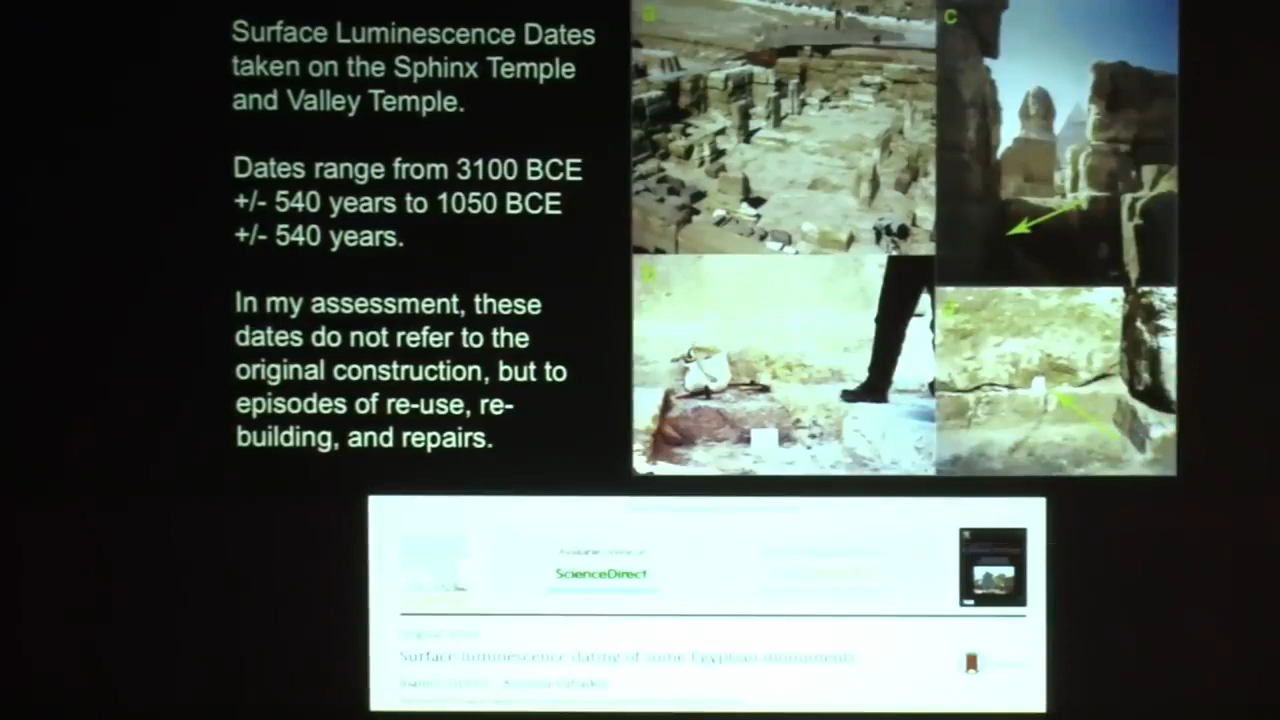 Surface Luminescence Dates
taken on the Sphinx Temple
and Valley Temple.
Dates range from 3100 BCE
+/- 540 years to 1050 BCE
+/- 540 years.
In my assessment, these
dates do not refer to the
original construction, but to
episodes of re-use, re-
building, and repairs.
a
c
b
ScienceDirect
Surface luminescence dating of some Egyptian monuments